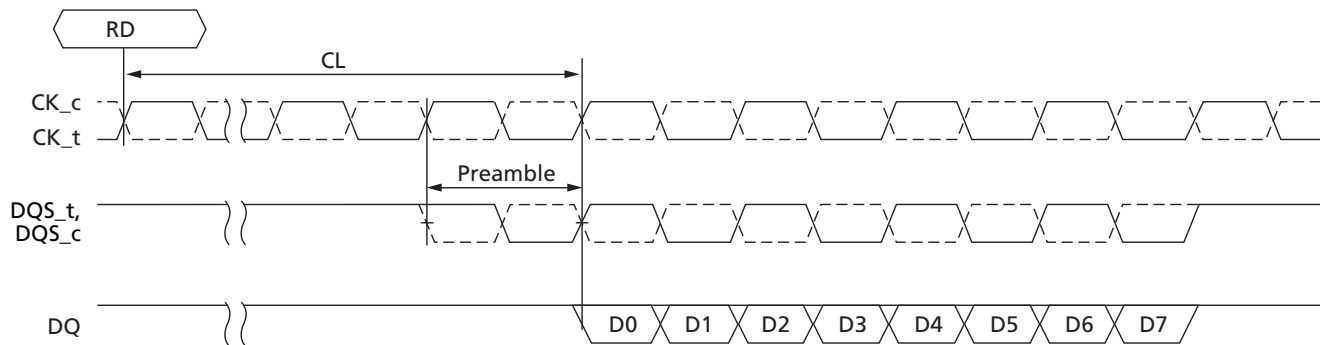 RD
CL
CK_c
CK_t
Preamble
DQS_t,
DQS_c
DQ
D0 D1 D2 D3 D4 D5 D6 D7